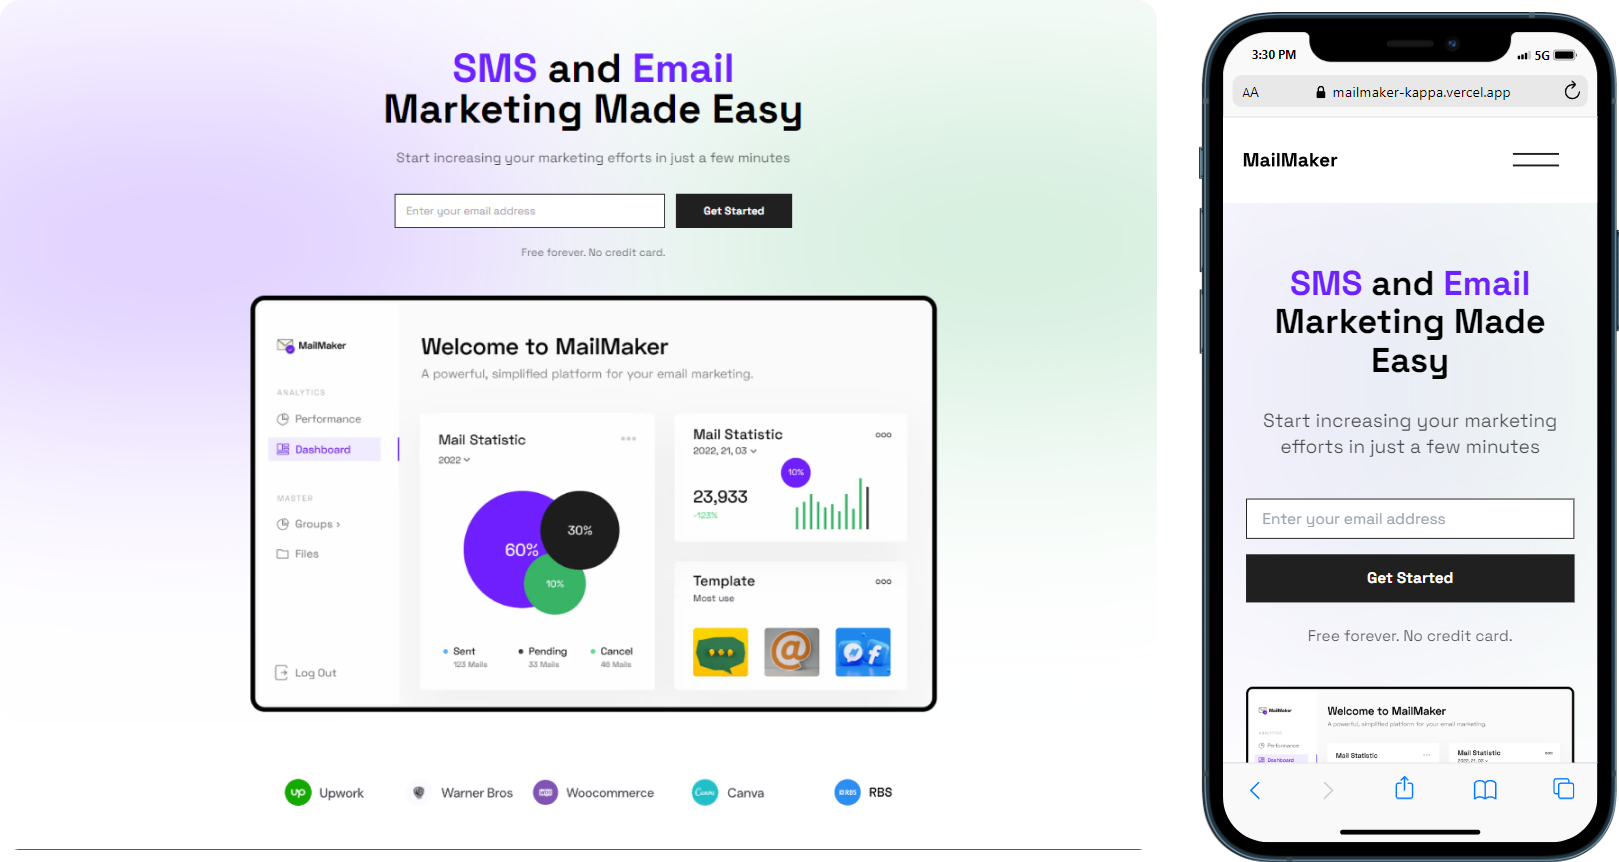 SMS and Email
Marketing Made Easy
Start increasing your marketing efforts in just a few minutes
Enter your email address
Get Started
Free forever. No credit card.
MailMaker
ANALYTICS
Performance
Dashboard
MASTER
Groups ›
Files
Log Out
Welcome to MailMaker
A powerful, simplified platform for your email marketing.
Mail Statistic
2022
60%
30%
10%
Sent
123 Mails
Pending
33 Mails
Cancel
46 Mails
Mail Statistic
2022, 21, 03
10%
23,933
-123%
Template
Most use
@
f
up
Upwork
Warner Bros
Woo
Woocommerce
Canva
Canva
RBS
RBS
3:30 PM
5G
AA
mailmaker-kappa.vercel.app
MailMaker
SMS and Email
Marketing Made
Easy
Start increasing your marketing
efforts in just a few minutes
Enter your email address
Get Started
Free forever. No credit card.
MailMaker
ANALYTICS
Performance
Dashboard
Welcome to MailMaker
A powerful, simplified platform for your email marketing.
Mail Statistic
Mail Statistic
2022, 21, 03